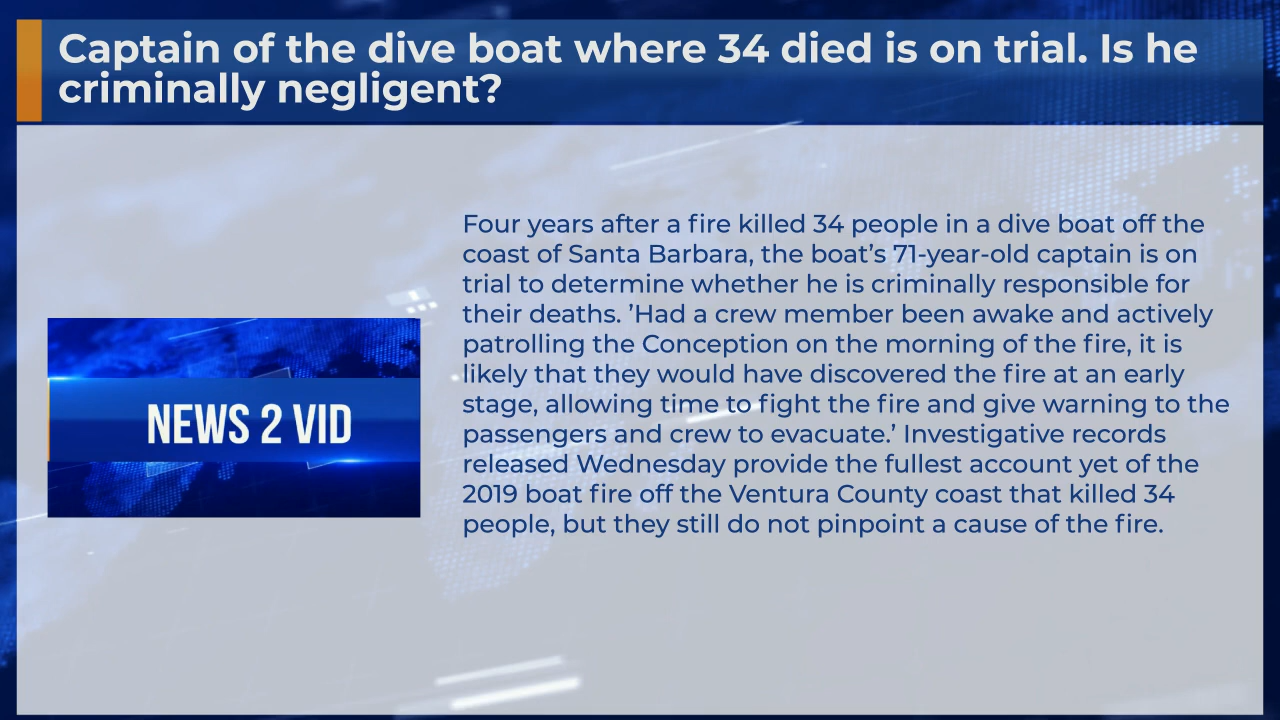 Captain of the dive boat where 34 died is on trial. Is he
criminally negligent?
NEWS 2 VID
Four years after a fire killed 34 people in a dive boat off the
coast of Santa Barbara, the boat’s 71-year-old captain is on
trial to determine whether he is criminally responsible for
their deaths. ’Had a crew member been awake and actively
patrolling the Conception on the morning of the fire, it is
likely that they would have discovered the fire at an early
stage, allowing time to fight the fire and give warning to the
passengers and crew to evacuate.’ Investigative records
released Wednesday provide the fullest account yet of the
2019 boat fire off the Ventura County coast that killed 34
people, but they still do not pinpoint a cause of the fire.